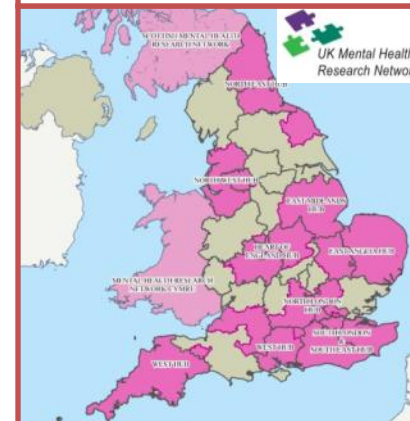 SCOTTISH MENTAL HEALTH
RESEARCH NETWORK
UK Mental Health
Research Netwo
NORTH EAST HUB
NORTH WEST HUB
EAST MIDLANDS
HUB
HEART OF
ENGLAND HUB
EAST ANGLIA HUB
MENTAL HEALTH RESEARCH
NETWORK CYMRU
NORTH LONDON
HUB
SOUTH LONDON
&
SOUTH EAST HUB
WEST HUB
WEST HUB